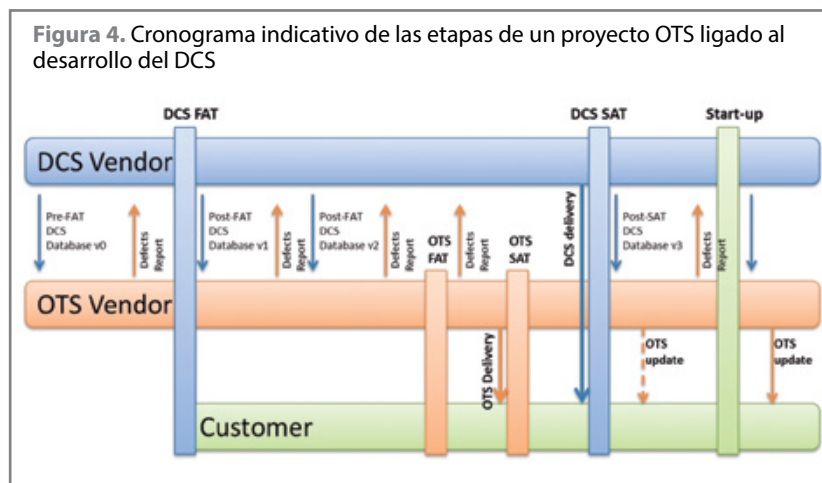 Figura 4. Cronograma indicativo de las etapas de un proyecto OTS ligado al
desarrollo del DCS
DCS FAT
DCS SAT
Start-up
DCS Vendor
Pre-FAT
DCS
Database v0
Defects
Report
Post-FAT
DCS
Database v1
Defects
Report
Post-FAT
DCS
Database v2
Defects
Report
OTS
FAT
Defects
Report
OTS
SAT
DCS delivery
Post-SAT
DCS
Database v3
Defects
Report
OTS Vendor
OTS Delivery
OTS
update
OTS
update
Customer